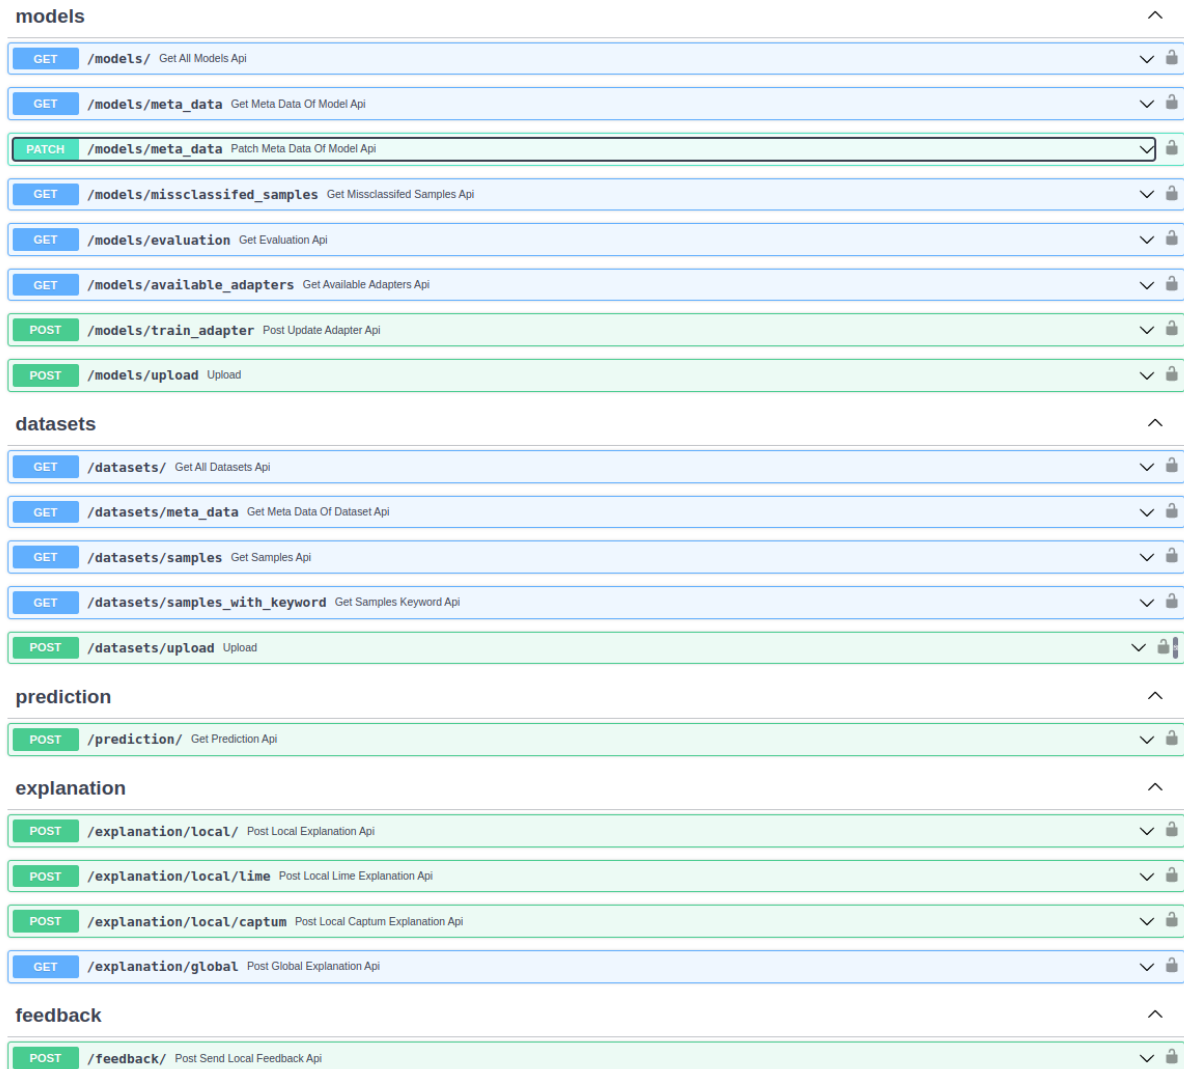 models
GET /models/ Get All Models Api
GET /models/meta_data Get Meta Data Of Model Api
PATCH /models/meta_data Patch Meta Data Of Model Api
GET /models/missclassifed_samples Get Missclassifed Samples Api
GET /models/evaluation Get Evaluation Api
GET /models/available_adapters Get Available Adapters Api
POST /models/train_adapter Post Update Adapter Api
POST /models/upload Upload
datasets
GET /datasets/ Get All Datasets Api
GET /datasets/meta_data Get Meta Data Of Dataset Api
GET /datasets/samples Get Samples Api
GET /datasets/samples_with_keyword Get Samples Keyword Api
POST /datasets/upload Upload
prediction
POST /prediction/ Get Prediction Api
explanation
POST /explanation/local/ Post Local Explanation Api
POST /explanation/local/lime Post Local Lime Explanation Api
POST /explanation/local/captum Post Local Captum Explanation Api
GET /explanation/global Post Global Explanation Api
feedback
POST /feedback/ Post Send Local Feedback Api